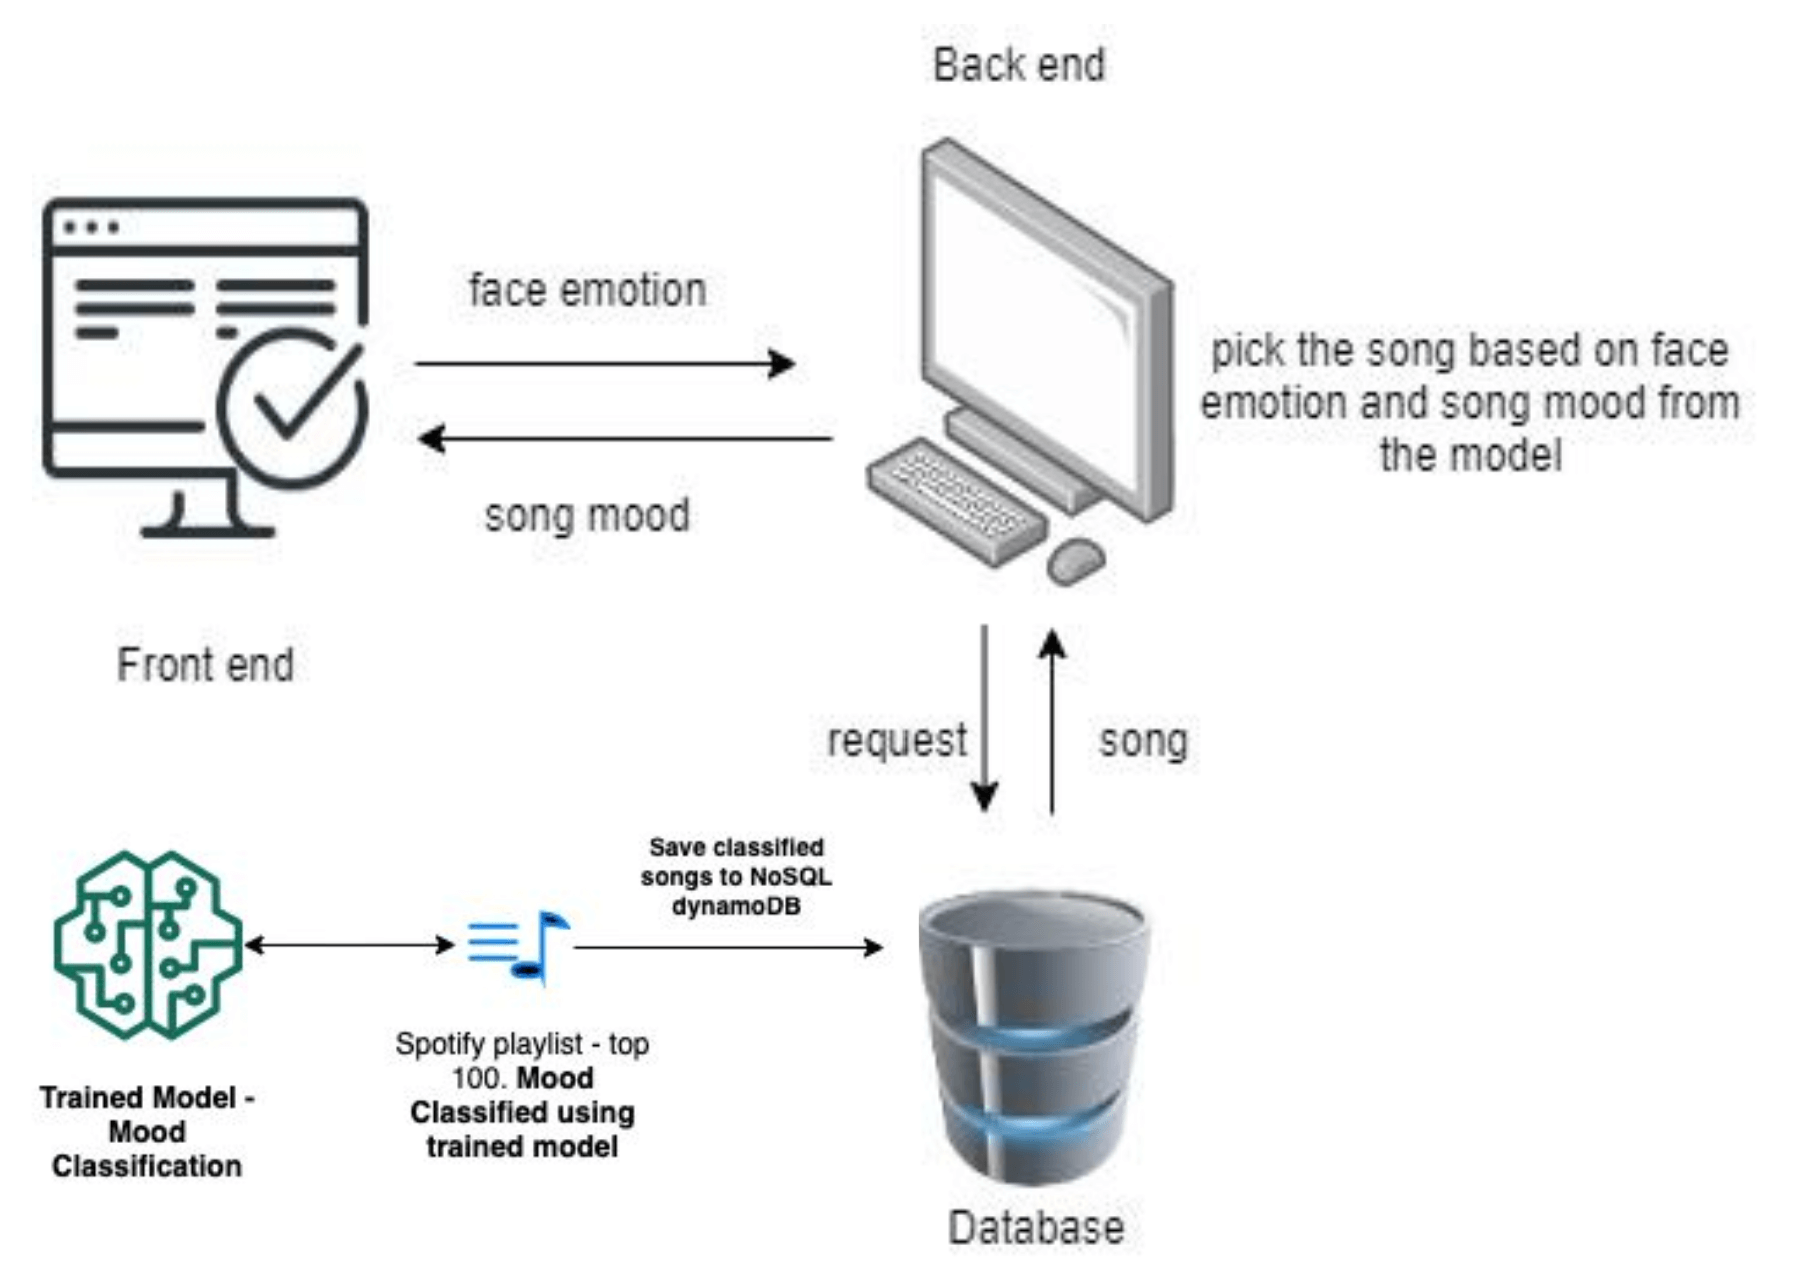 Back end
face emotion
pick the song based on face
emotion and song mood from
the model
song mood
Front end
request
song
Save classified
songs to NoSQL
dynamoDB
Spotify playlist - top
100. Mood
Classified using
trained model
Trained Model -
Mood
Classification
Database